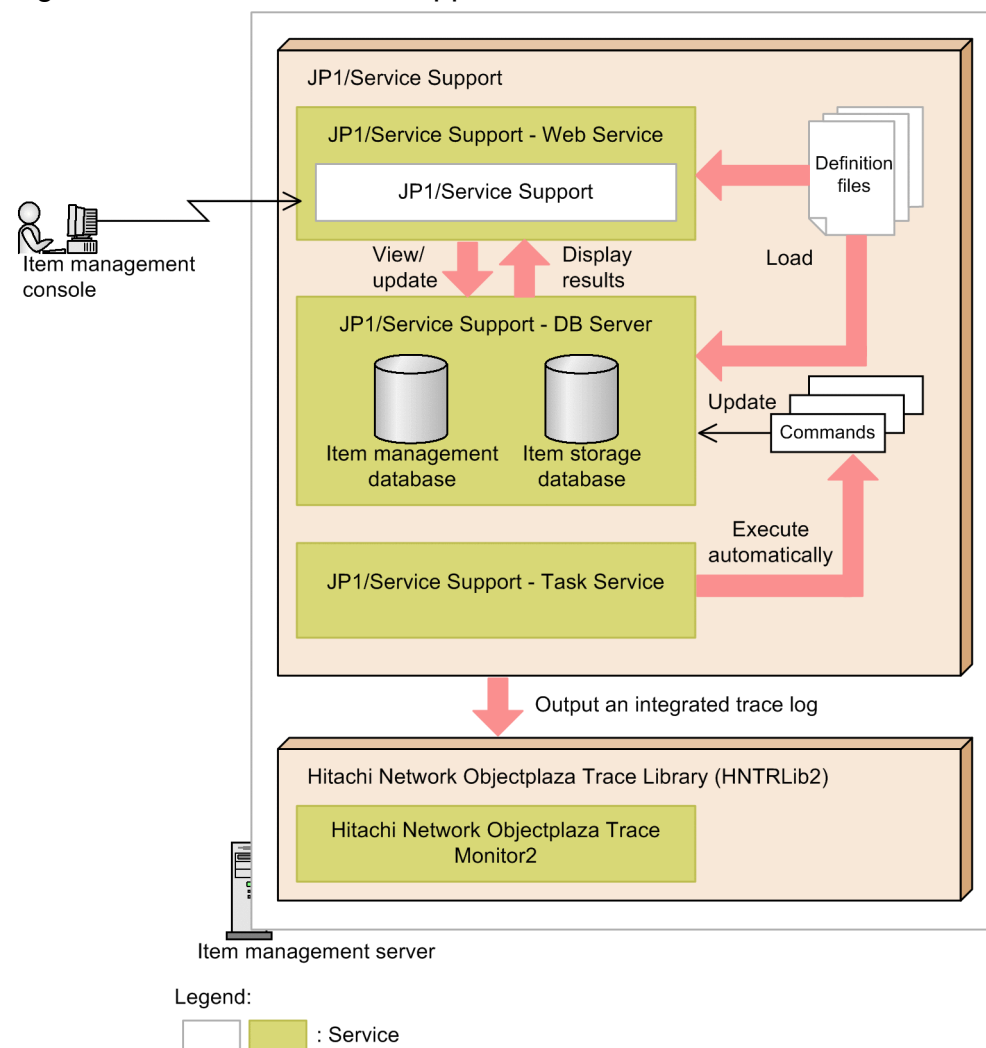 JP1/Service Support
JP1/Service Support - Web Service
JP1/Service Support
Definition
files
Item management
console
View/
update
Display
results
Load
JP1/Service Support - DB Server
Item management
database
Item storage
database
Update
Commands
Execute
automatically
JP1/Service Support - Task Service
Output an integrated trace log
Hitachi Network Objectplaza Trace Library (HNTRLib2)
Hitachi Network Objectplaza Trace
Monitor2
Item management server
Legend:
: Service